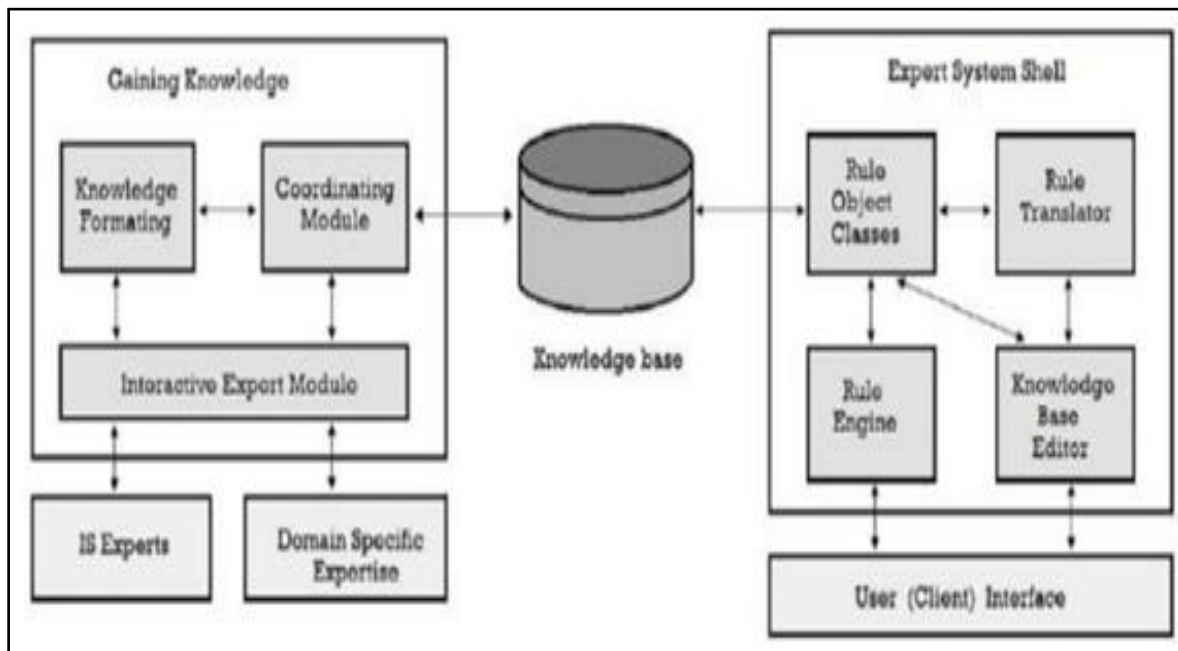 Gaining Knowledge
Knowledge
Formating
Coordinating
Module
Interactive Expert Module
IS Experts
Domain Specific
Expertise
Knowledge base
Expert System Shell
Rule
Object
Classes
Rule
Translator
Rule
Engine
Knowledge
Base
Editor
User (Client) Interface